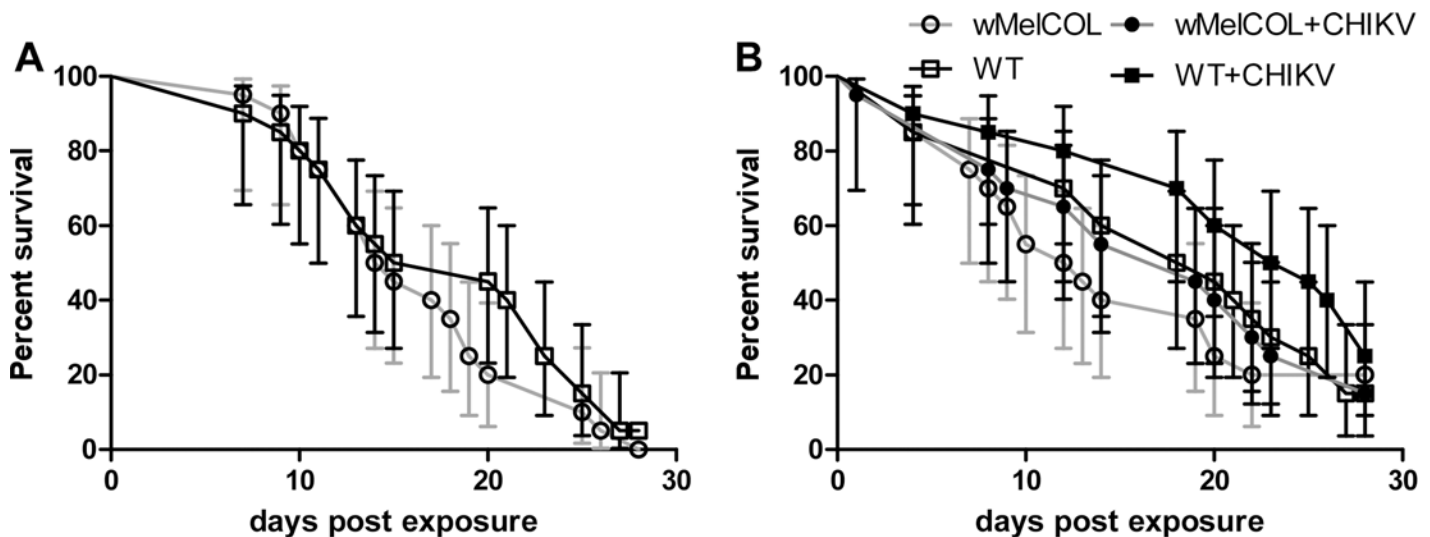 A
Percent survival
100
80
60
40
20
0
0 10 20 30
days post exposure
B
wMelCOL wMelCOL+CHIKV
WT WT+CHIKV
Percent survival
100
80
60
40
20
0
0 10 20 30
days post exposure